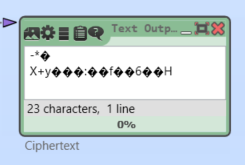 Text Outp...
-*�
X+y���:��f��6��H
23 characters, 1 line
0%
Ciphertext